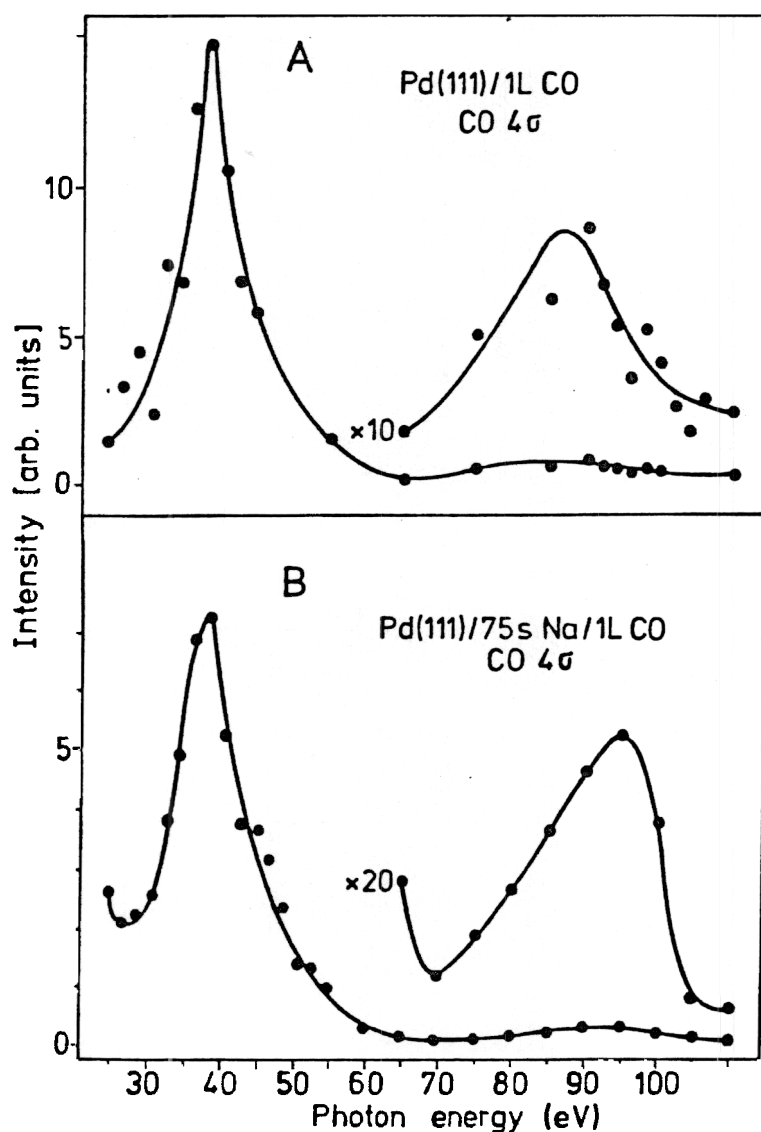 A
Pd(111)/1L CO
CO 4σ
10
5
×10
0
Intensity [arb. units]
B
Pd(111)/75s Na/1L CO
CO 4σ
5
×20
0
30 40 50 60 70 80 90 100
Photon energy (eV)